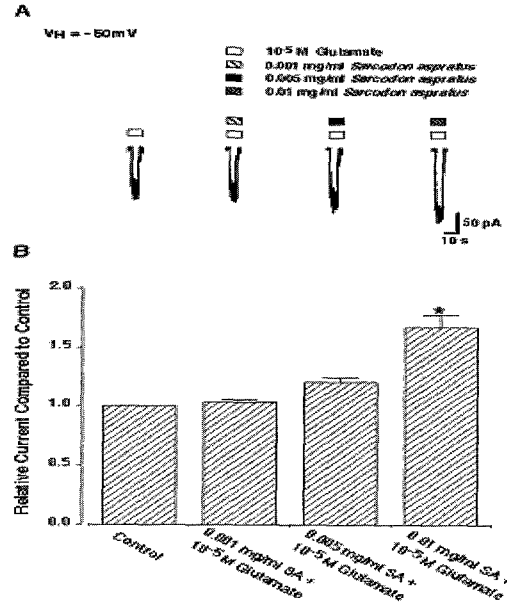 A
VH = -50mV
10-5 M Glutamate
0.001 mg/ml Sarcodon aspratus
0.005 mg/ml Sarcodon aspratus
0.01 mg/ml Sarcodon aspratus
50 pA
10 s
B
Relative Current Compared to Control
2.0
1.5
1.0
0.5
0.0
*
Control
0.001 mg/ml SA +
10-5 M Glutamate
0.005 mg/ml SA +
10-5 M Glutamate
0.01 mg/ml SA +
10-5 M Glutamate